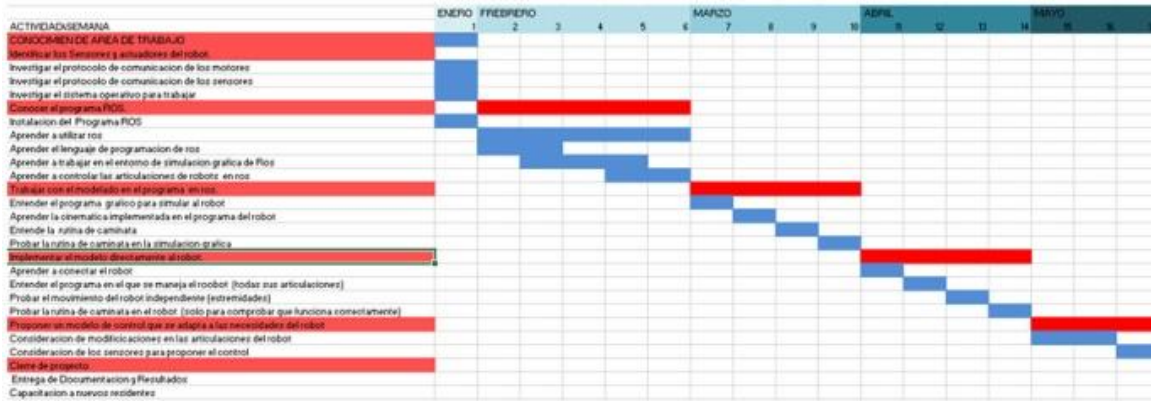 ENERO FREBRERO MARZO ABRIL MAYO
ACTIVIDAD\SEMANA 1 2 3 4 5 6 7 8 9 10 11 12 13 14 15 16
CONOCIMIEN DE AREA DE TRABAJO
Identificar los Sensores y actuadores del robot.
Investigar el protocolo de comunicacion de los motores
Investigar el protocolo de comunicacion de los sensores
Investigar el sistema operativo para trabajar
Conocer el programa ROS.
Instalacion del Programa ROS
Aprender a utilizar ros
Aprender el lenguaje de programacion de ros
Aprender a trabajar en el entorno de simulacion grafica de Ros
Aprender a controlar las articulaciones de robots en ros
Trabajar con el modelado en el programa en ros.
Entender el programa grafico para simular al robot
Aprender la cinematica implementada en el programa del robot
Entende la rutina de caminata
Probar la rutina de caminata en la simulacion grafica
Implementar el modelo directamente al robot.
Aprender a conectar el robot
Entender el programa en el que se maneja el roobot (todas sus articulaciones)
Probar el movimiento del robot independiente (extremidades)
Probar la rutina de caminata en el robot (solo para comprobar que funciona correctamente)
Proponer un modelo de control que se adapta a las necesidades del robot
Consideracion de modificicaciones en las articulaciones del robot
Consideracion de los sensores para proponer el control
Cierre de projecto
Entrega de Documentacion y Resultados
Capacitacion a nuevos residentes